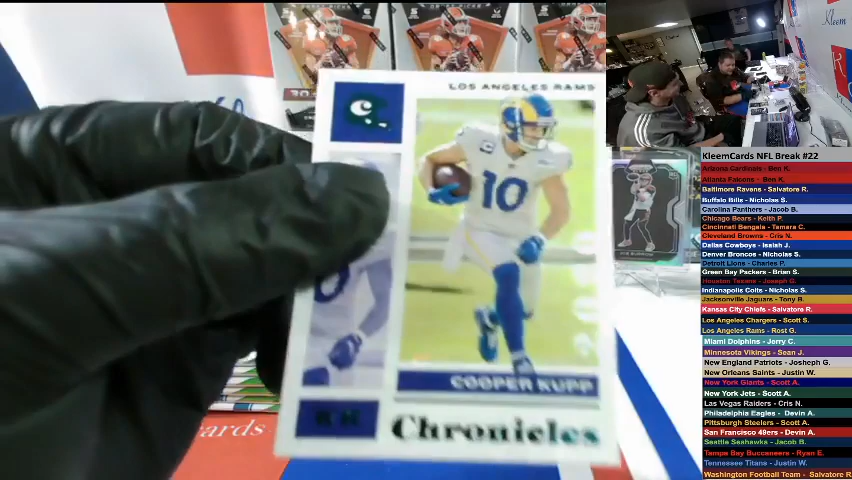 LOS ANGELES RAMS
C
10
COOPER KUPP
WR
Chronicles
ards
Kleem
KleemCards NFL Break #22
Arizona Cardinals - Ben K.
Atlanta Falcons - Ben K.
Baltimore Ravens - Salvatore R.
Buffalo Bills - Nicholas S.
Carolina Panthers - Jacob B.
Chicago Bears - Keith P.
Cincinnati Bengals - Tamara C.
Cleveland Browns - Cris N.
Dallas Cowboys - Isaiah J.
Denver Broncos - Nicholas S.
Detroit Lions - Charles P.
Green Bay Packers - Brian S.
Houston Texans - Joseph G.
Indianapolis Colts - Nicholas S.
Jacksonville Jaguars - Tony B.
Kansas City Chiefs - Salvatore R.
Los Angeles Chargers - Scott S.
Los Angeles Rams - Rost G.
Miami Dolphins - Jerry C.
Minnesota Vikings - Sean J.
New England Patriots - Josheph G.
New Orleans Saints - Justin W.
New York Giants - Scott A.
New York Jets - Scott A.
Las Vegas Raiders - Cris N.
Philadelphia Eagles - Devin A.
Pittsburgh Steelers - Scott Z.
San Francisco 49ers - Devin A.
Seattle Seahawks - Jacob B.
Tampa Bay Buccaneers - Ryan E.
Tennessee Titans - Justin W.
Washington Football Team - Salvatore R